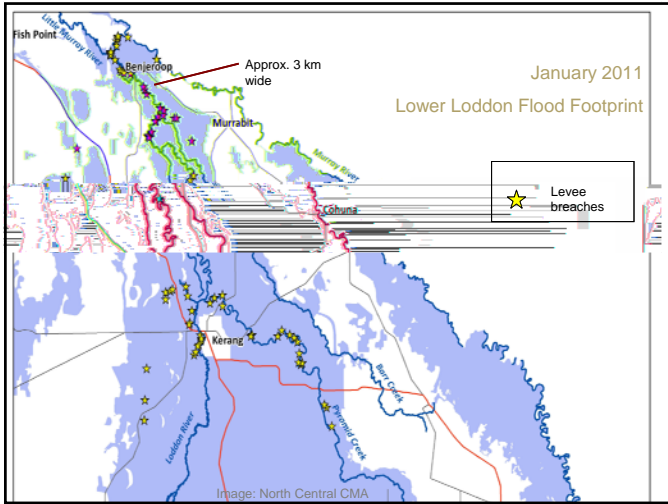 Fish Point
Little Murray River
Benjeroop
Approx. 3 km
wide
January 2011
Lower Loddon Flood Footprint
Murrabit
Murray River
Levee
breaches
Cohuna
Kerang
Barr Creek
Loddon River
Pyramid Creek
Image: North Central CMA